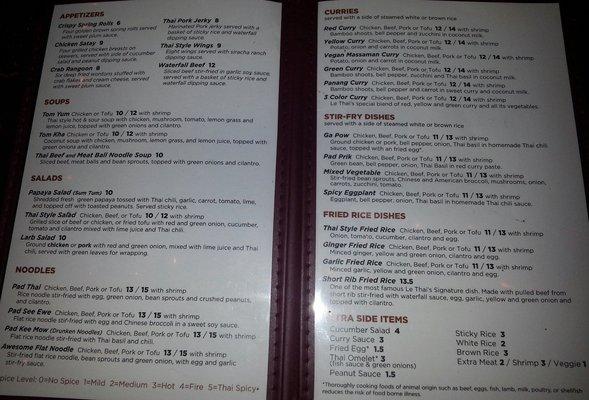 APPETIZERS
Crispy Spring Rolls 6
Four golden brown spring rolls served
with sweet plum sauce.
Chicken Satay 9
Four grilled chicken breasts on
skewers, served with side of cucumber
salad and peanut dipping sauce.
Crab Rangoon 8
Six deep fried wontons stuffed with
crab flakes and cream cheese, served
with sweet plum sauce.
Thai Pork Jerky 8
Marinated Pork jerky served with a
basket of sticky rice and waterfall
dipping sauce
Thai Style Wings 9
Eight wings served with sriracha ranch
dipping sauce.
Waterfall Beef 12
Sliced beef stir-fried in garlic soy sauce,
served with a basket of sticky rice and
waterfall dipping sauce.
SOUPS
Tom Yum Chicken or Tofu 10 / 12 with shrimp
Thai style hot & sour soup with chicken, mushroom, tomato, lemon grass and
lemon juice, topped with green onions and cilantro.
Tom Kha Chicken or Tofu 10 / 12 with shrimp
Coconut soup with chicken, mushroom, lemon grass, and lemon juice, topped with
green onions and cilantro.
Thai Beef and Meat Ball Noodle Soup 10
Sliced beef, meat balls and bean sprouts, topped with green onions and cilantro.
SALADS
Papaya Salad (Sum Tum) 10
Shredded fresh green papaya tossed with Thai chili, garlic, carrot, tomato, lime,
and topped off with toasted peanuts. Served sticky rice.
Thai Style Salad Chicken, Beef, or Tofu 10 / 12 with shrimp
Grilled slice of beef or chicken, or fried tofu with red and green onion, cucumber,
tomato and cilantro mixed with lime juice and Thai chili.
Larb Salad 10
Ground chicken or pork with red and green onion, mixed with lime juice and Thai
chili, served with green leaves for wrapping.
NOODLES
Pad Thai Chicken, Beef, Pork or Tofu 13 / 15 with shrimp
Rice noodle stir-fried with egg, green onion, bean sprouts and crushed peanuts,
and cilantro.
Pad See Ewe Chicken, Beef, Pork or Tofu 13 / 15 with shrimp
Flat rice noodle stir-fried with egg and Chinese broccoli in a sweet soy sauce.
Pad Kee Mow (Drunken Noodles) Chicken, Beef, Pork or Tofu 13 / 15 with shrimp
Flat rice noodle stir-fried with Thai basil and chili.
Awesome Flat Noodle Chicken, Beef, Pork or Tofu 13 / 15 with shrimp
Stir-fried flat rice noodle, bean sprouts and green onion, with egg and garlic
stir-fry sauce.
pice Level: 0=No Spice 1=Mild 2=Medium 3=Hot 4=Fire 5=Thai Spicy•
CURRIES
served with a side of steamed white or brown rice
Red Curry Chicken, Beef, Pork or Tofu 12 / 14 with shrimp
Bamboo shoots, bell pepper and zucchini in coconut milk.
Yellow Curry Chicken, Beef, Pork or Tofu 12 / 14 with shrimp
Potato, onion and carrots in coconut milk.
Vegan Massaman Curry Chicken, Beef, Pork or Tofu 12 / 14 with shrimp
Potato, onion and carrot in coconut milk.
Green Curry Chicken, Beef, Pork or Tofu 12 / 14 with shrimp
Bamboo shoots, bell pepper, zucchini and Thai basil in coconut milk.
Panang Curry Chicken, Beef, Pork or Tofu 12 / 14 with shrimp
Bamboo shoots, bell pepper and carrot in sweet curry and coconut milk.
3 Color Curry Chicken, Beef, Pork or Tofu 12 / 14 with shrimp
Le Thai's special blend of red, yellow and green curry and all its vegetables.
STIR-FRY DISHES
served with a side of steamed white or brown rice
Ga Pow Chicken, Beef, Pork or Tofu 11 / 13 with shrimp
Ground chicken or pork, bell pepper, onion, Thai basil in homemade Thai chili
sauce, topped with an fried egg*
Pad Prik Chicken, Beef, Pork or Tofu 11 / 13 with shrimp
Bell pepper, green onion, Thai Basil in red curry paste.
Mixed Vegetable Chicken, Beef, Pork or Tofu 11 / 13 with shrimp
Stir-fried bean sprouts, Chinese and American broccoli, mushrooms, onion,
carrots, zucchini, tomato.
Spicy Eggplant Chicken, Beef, Pork or Tofu 11 / 13 with shrimp
Eggplant, bell pepper, onion, Thai basil in homemade Thai chili sauce.
FRIED RICE DISHES
Thai Style Fried Rice Chicken, Beef, Pork or Tofu 11 / 13 with shrimp
Onion, tomato, cucumber, cilantro and egg.
Ginger Fried Rice Chicken, Beef, Pork or Tofu 11 / 13 with shrimp
Minced ginger, yellow and green onion, cilantro and egg.
Garlic Fried Rice Chicken, Beef, Pork or Tofu 11 / 13 with shrimp
Minced garlic, yellow and green onion, cilantro and egg.
Short Rib Fried Rice 13.5
One of the most famous Le Thai's Signature dish. Made with pulled beef from
short rib stir-fried with waterfall sauce, egg, garlic, yellow and green onion and
topped with cilantro.
TRA SIDE ITEMS
Cucumber Salad 4
Curry Sauce 3
Fried Egg* 1.5
Thai Omelet* 3
(fish sauce & green onions)
Peanut Sauce 1.5
Sticky Rice 3
White Rice 2
Brown Rice 3
Extra Meat 2 / Shrimp 3 / Veggie 1
*Thoroughly cooking foods of animal origin such as beef, eggs, fish, lamb, milk, poultry, or shellfish
reduces the risk of food borne illness.